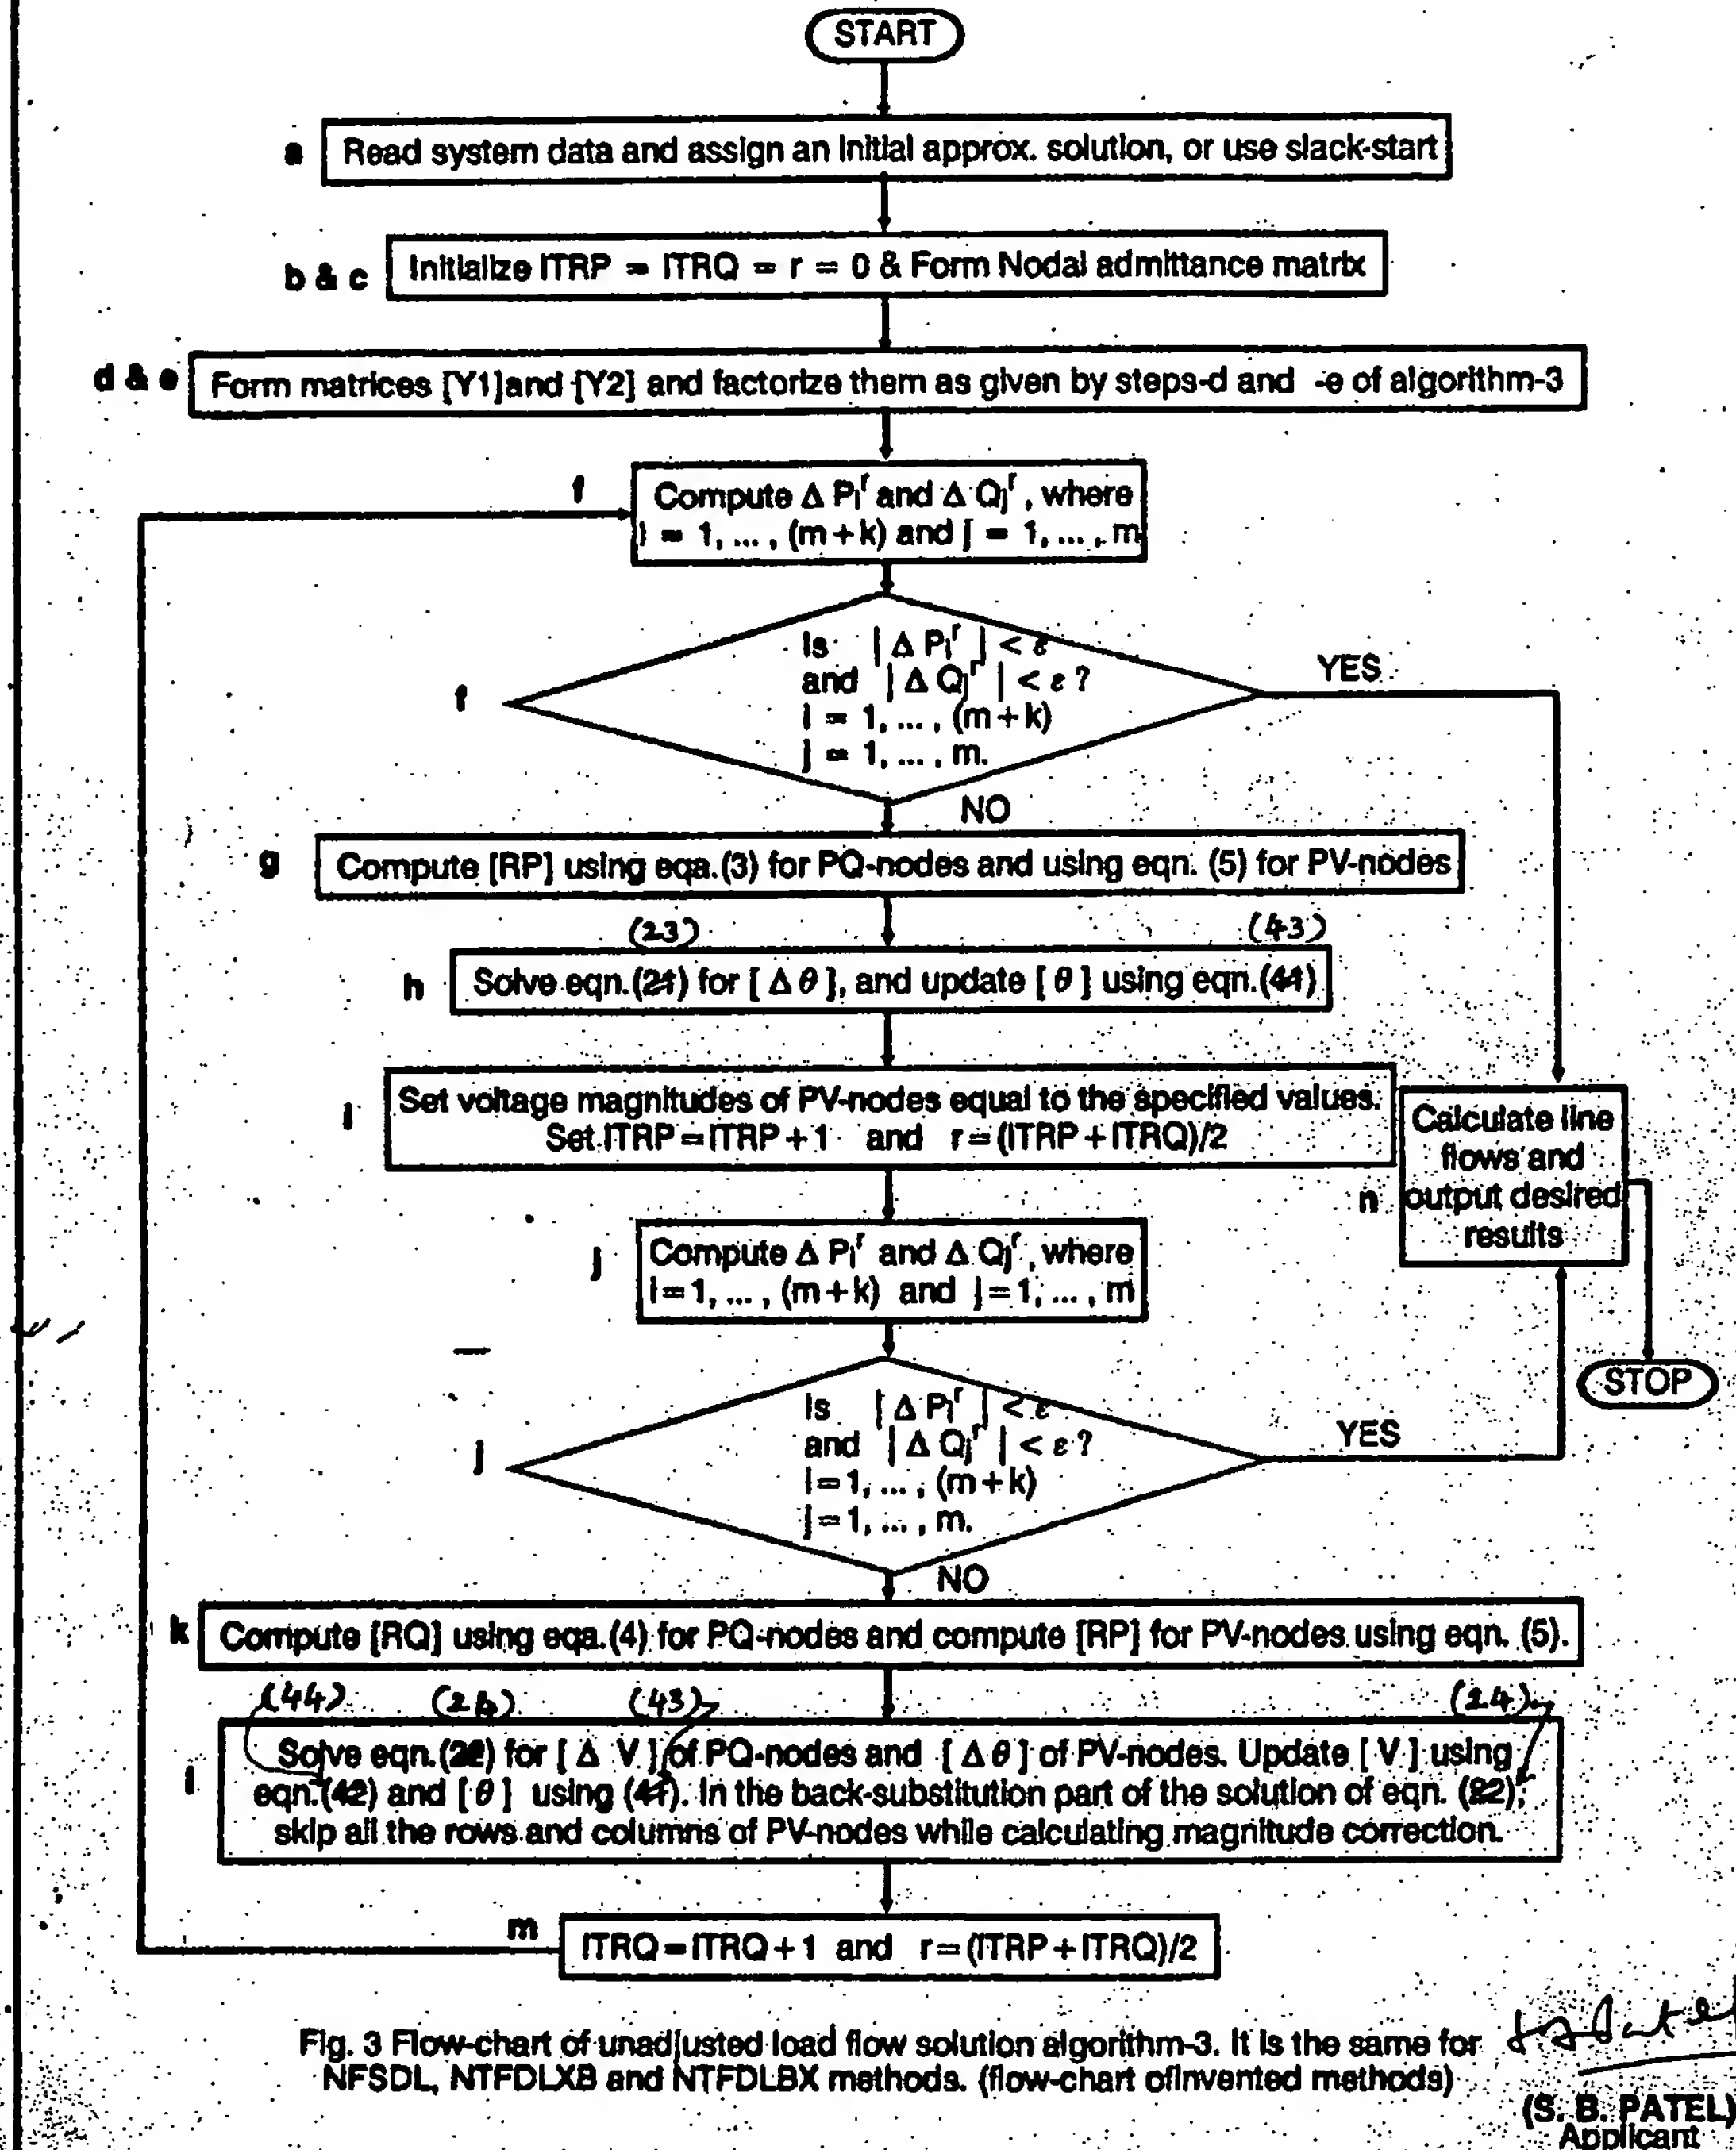 START
a Read system data and assign an initial approx. solution, or use slack-start
b & c Initialize ITRP = ITRQ = r = 0 & Form Nodal admittance matrix
d & e Form matrices [Y1]and [Y2] and factorize them as given by steps-d and -e of algorithm-3
f Compute Δ Pi^r and Δ Qj^r, where
i = 1, ... , (m+k) and j = 1, ... , m
f
Is |Δ Pi^r| < ε
and |Δ Qj^r| < ε ?
i = 1, ... , (m+k)
j = 1, ... , m.
YES
NO
g Compute [RP] using eqa.(3) for PQ-nodes and using eqn. (5) for PV-nodes
(23) (43)
h Solve eqn.(21) for [Δθ], and update [θ] using eqn.(41)
i Set voltage magnitudes of PV-nodes equal to the specified values.
Set ITRP=ITRP+1 and r=(ITRP+ITRQ)/2
n Calculate line
flows and
output desired
results
j Compute Δ Pi^r and Δ Qj^r, where
i=1, ... , (m+k) and j=1, ... , m
STOP
j
Is |Δ Pi^r| < ε
and |Δ Qj^r| < ε ?
i=1, ... , (m+k)
j=1, ... , m.
YES
NO
k Compute [RQ] using eqa.(4) for PQ-nodes and compute [RP] for PV-nodes using eqn. (5).
(44) (24) (43) (24)
l Solve eqn.(22) for [Δ V] of PQ-nodes and [Δθ] of PV-nodes. Update [V] using
eqn.(42) and [θ] using (41). In the back-substitution part of the solution of eqn. (22),
skip all the rows and columns of PV-nodes while calculating magnitude correction.
m ITRQ=ITRQ+1 and r=(ITRP+ITRQ)/2
Fig. 3 Flow-chart of unadjusted load flow solution algorithm-3. It is the same for
NFSDL, NTFDLXB and NTFDLBX methods. (flow-chart ofinvented methods)
(S. B. PATEL)
Applicant